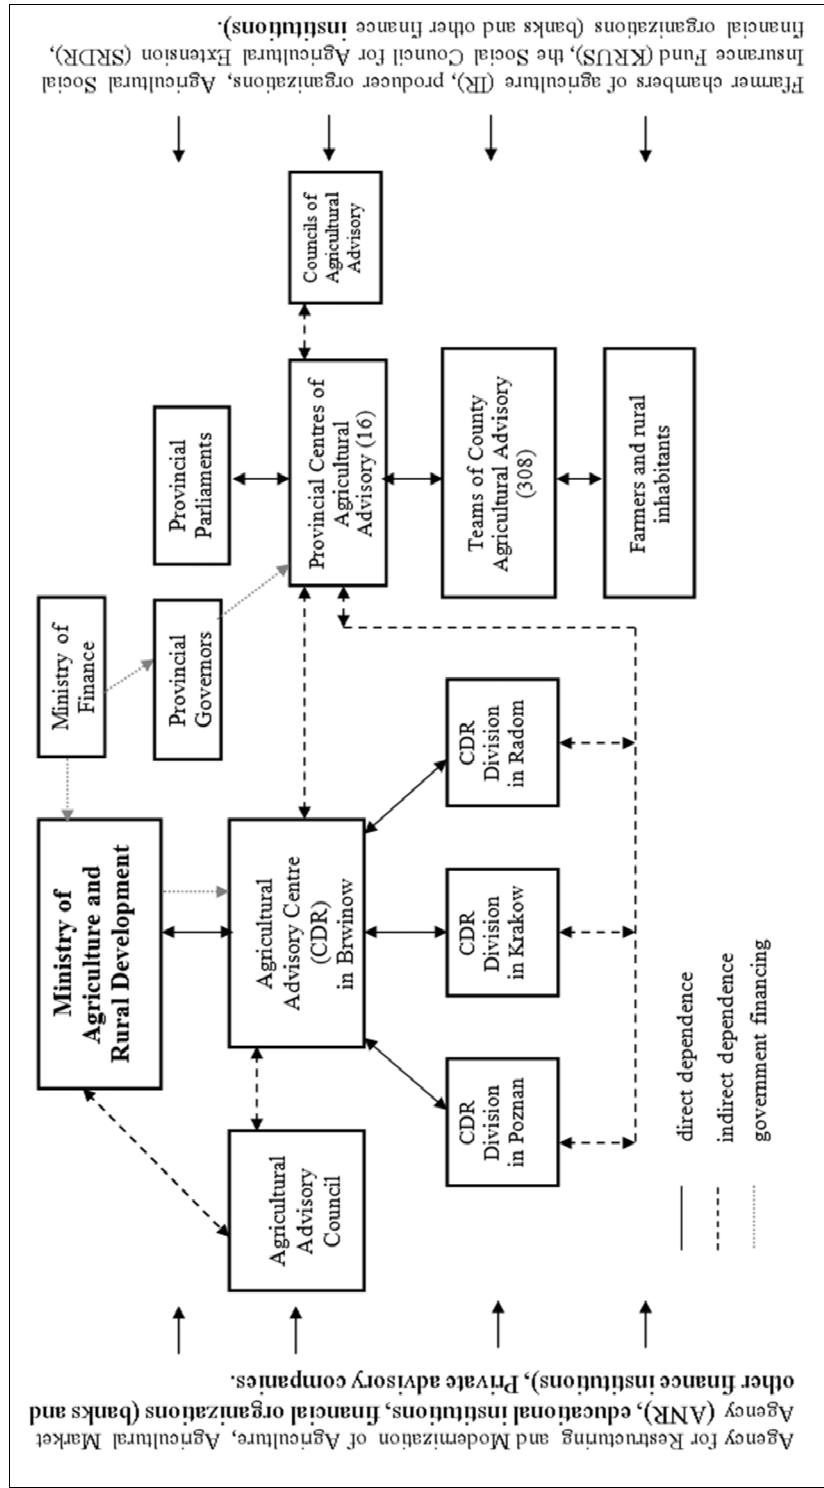 Agency for Restructuring and Modernization of Agriculture, Agricultural Market
Agency (ANR), educational institutions, financial organizations (banks and
other finance institutions), Private advisory companies.
Ministry of
Agriculture and
Rural Development
Ministry of
Finance
Provincial
Governors
Provincial
Parliaments
Agricultural
Advisory
Council
Agricultural
Advisory Centre
(CDR)
in Brwinow
Provincial Centres of
Agricultural
Advisory (16)
Councils of
Agricultural
Advisory
CDR
Division
in Poznan
CDR
Division
in Krakow
CDR
Division
in Radom
Teams of County
Agricultural Advisory
(308)
Farmers and rural
inhabitants
direct dependence
indirect dependence
government financing
Ffarmer chambers of agriculture (IR), producer organizations, Agricultural Social
Insurance Fund (KRUS), the Social Council for Agricultural Extension (SRDR),
financial organizations (banks and other finance institutions).